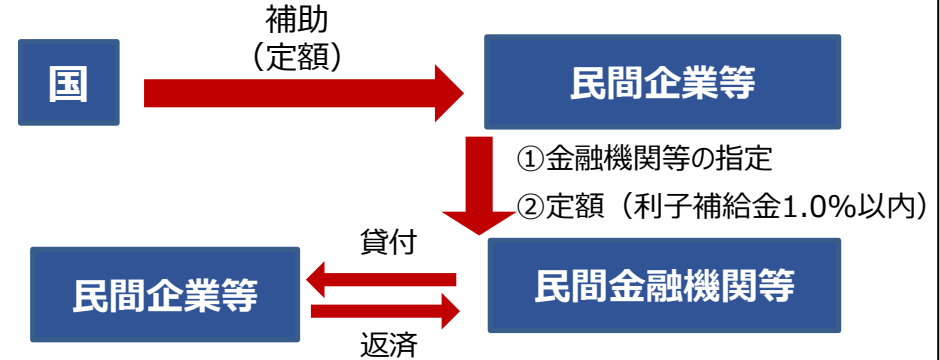 補助
（定額）
国
民間企業等
①金融機関等の指定
②定額（利子補給金1.0%以内）
貸付
民間企業等
民間金融機関等
返済